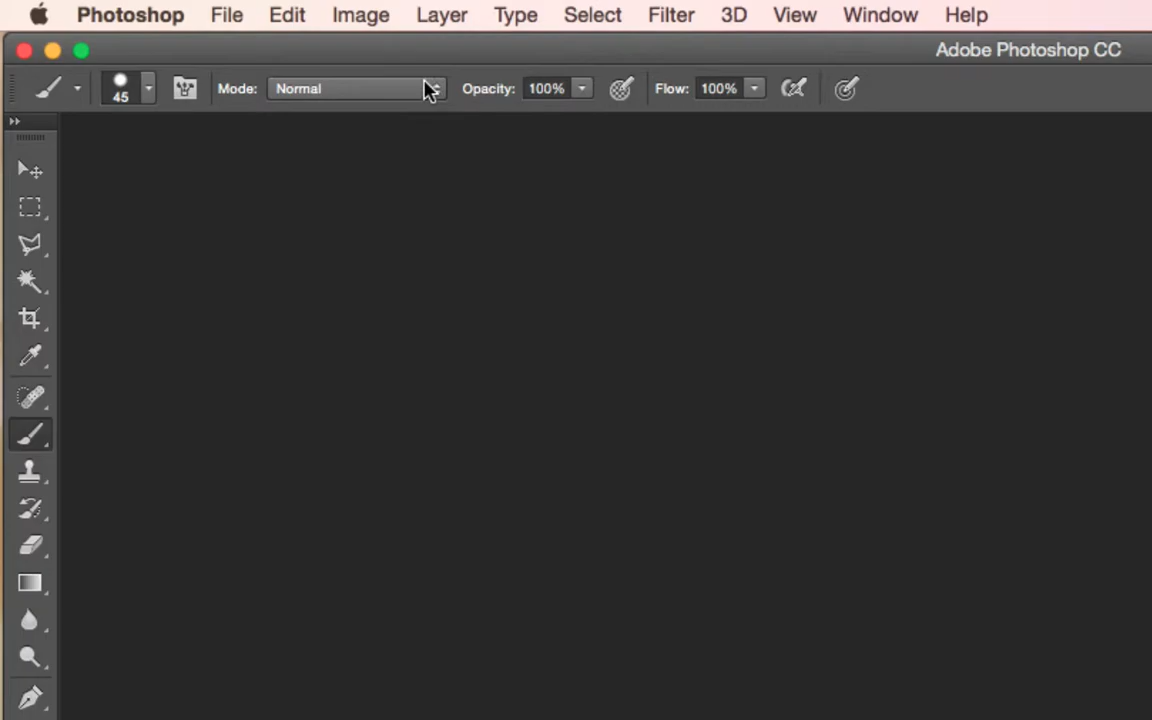 Photoshop File Edit Image Layer Type Select Filter 3D View Window Help
Adobe Photoshop CC
45 Mode: Normal Opacity: 100% Flow: 100%